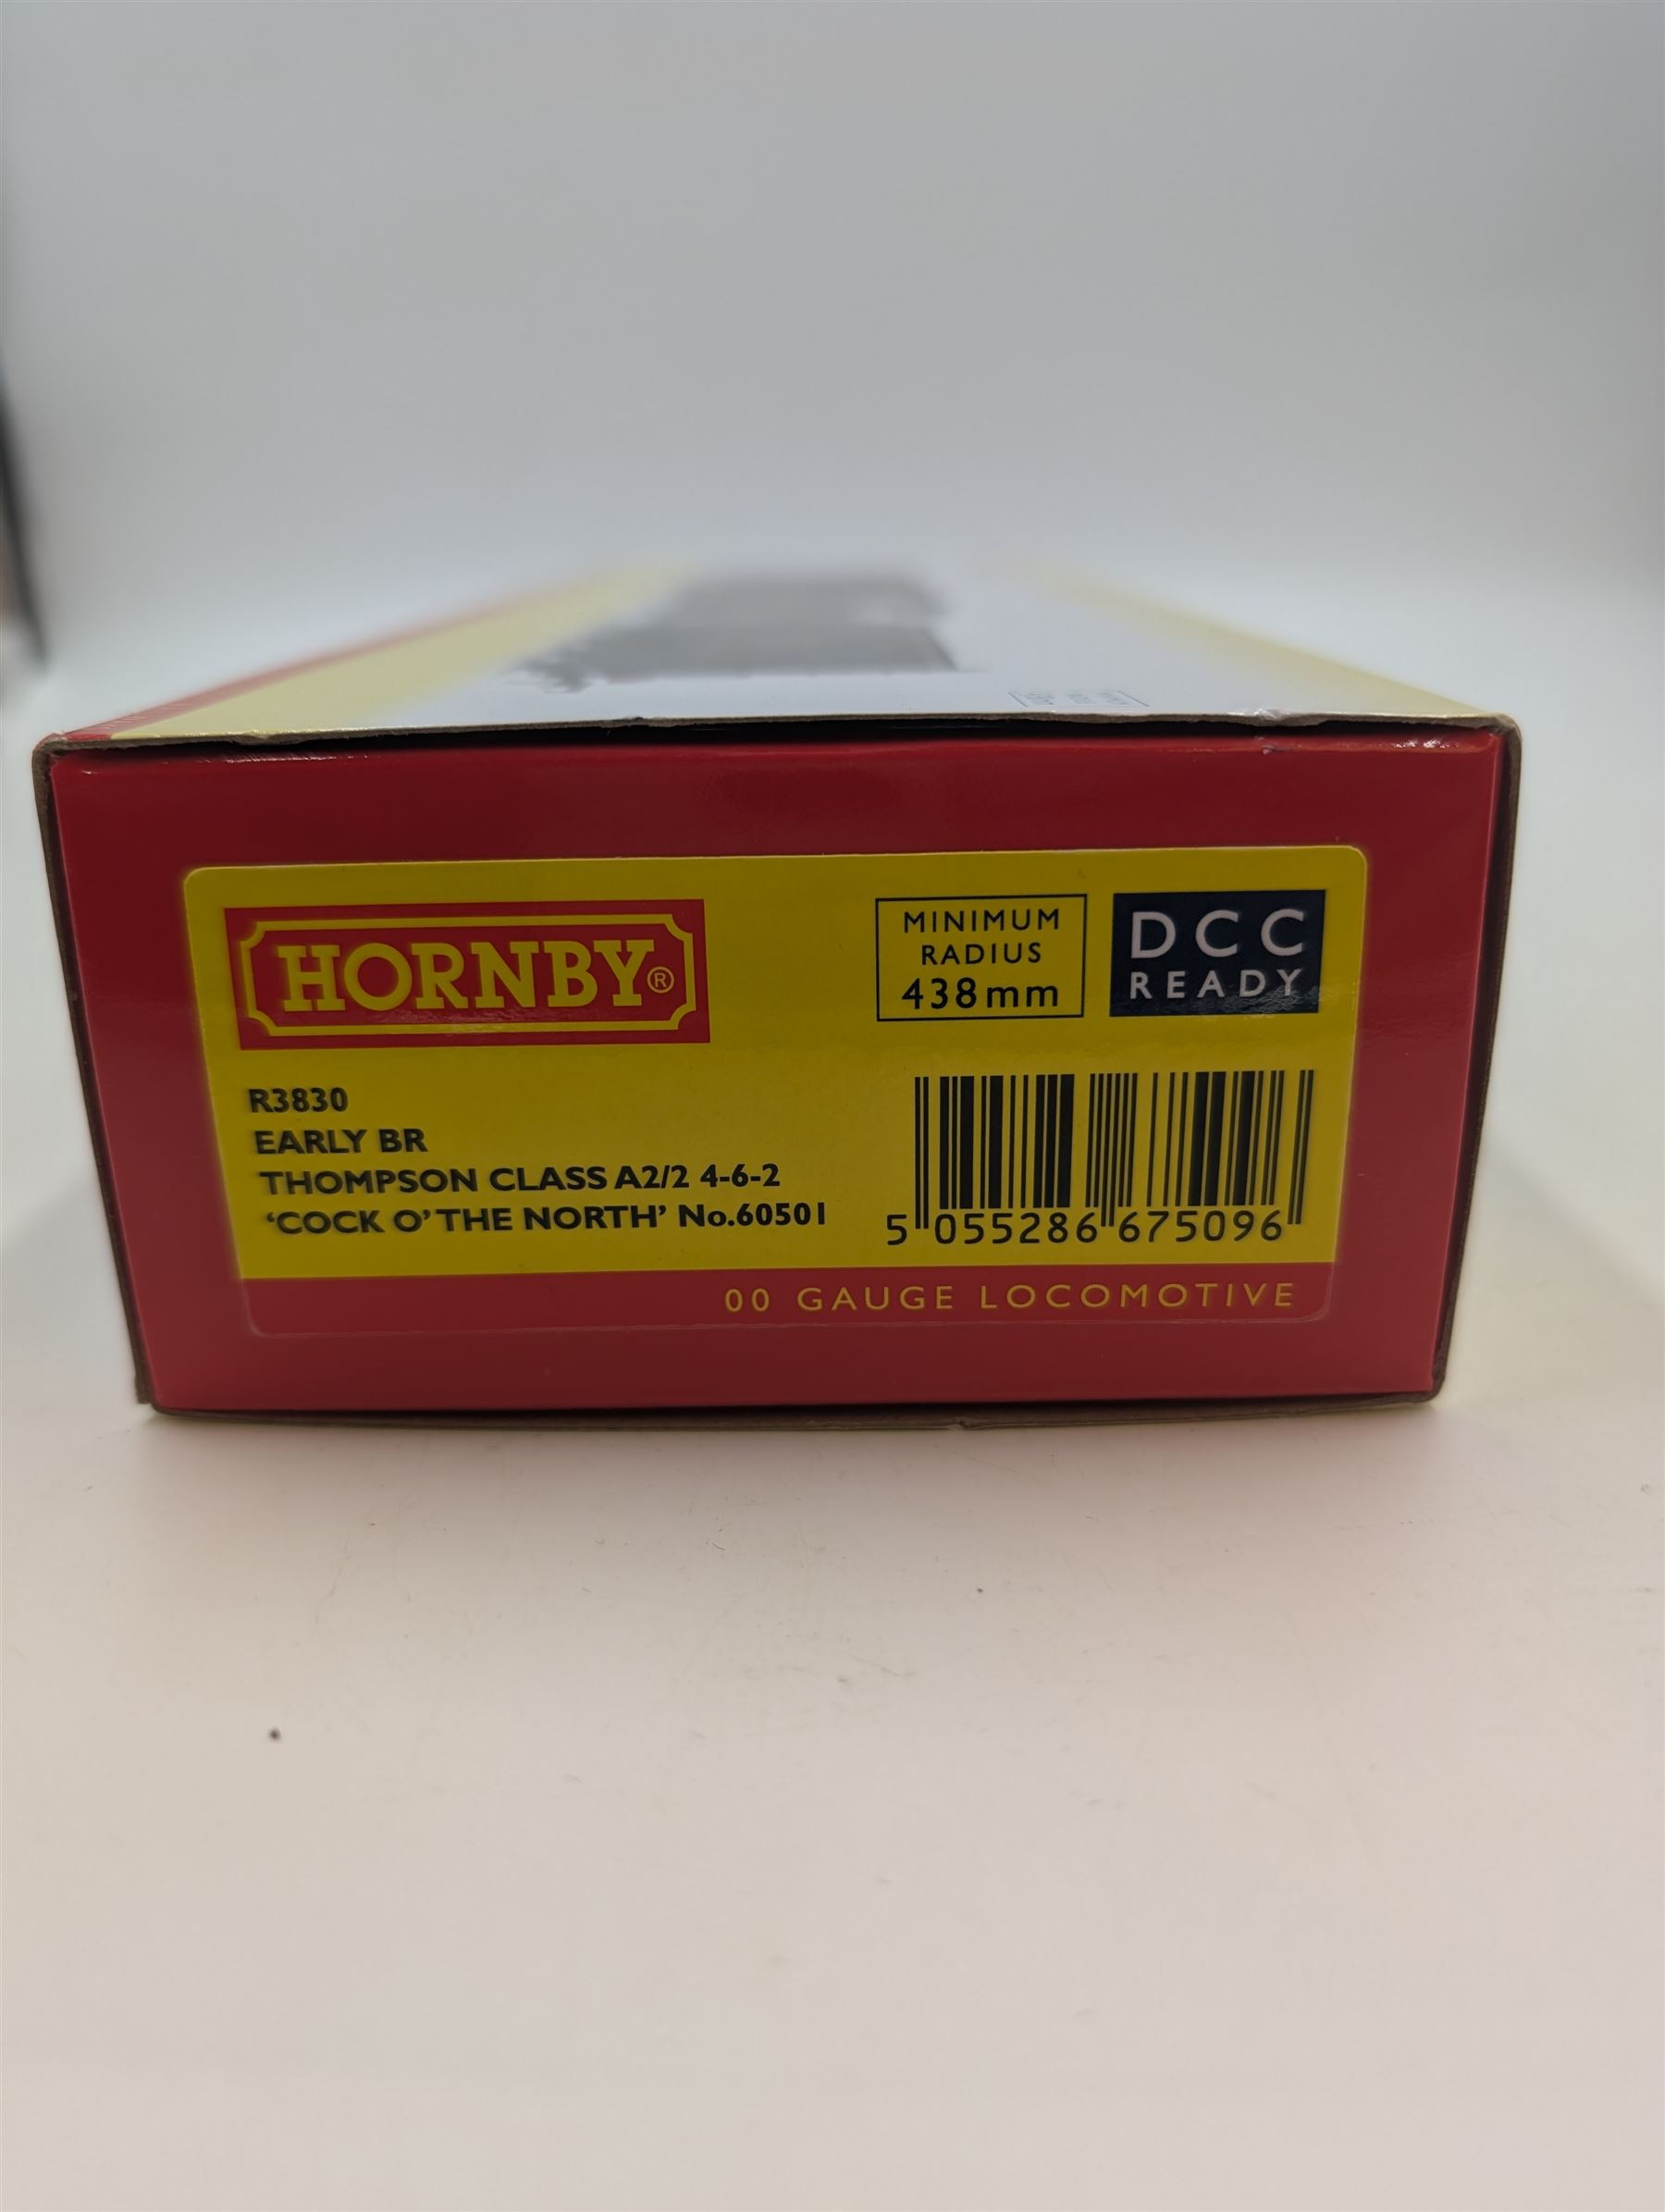 HORNBY®
MINIMUM
RADIUS
438mm
DCC
READY
R3830
EARLY BR
THOMPSON CLASS A2/2 4-6-2
‘COCK O’ THE NORTH’ No.60501
5 055286 675096
00 GAUGE LOCOMOTIVE